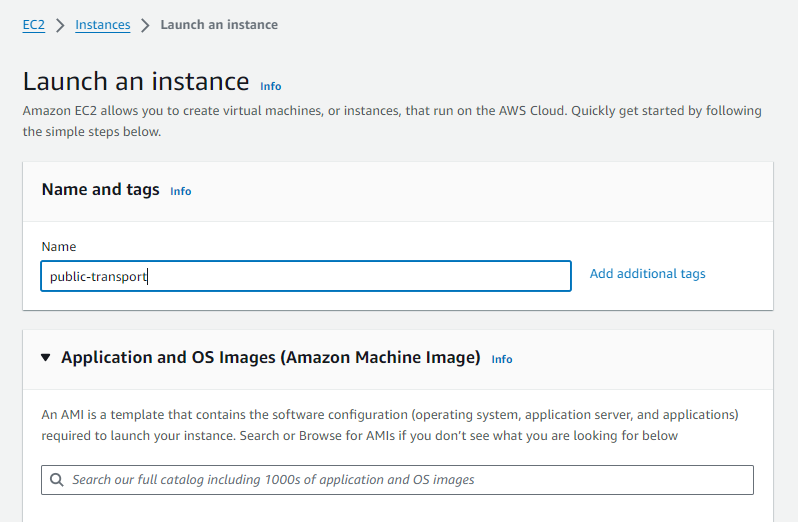 EC2 > Instances > Launch an instance
Launch an instance Info
Amazon EC2 allows you to create virtual machines, or instances, that run on the AWS Cloud. Quickly get started by following
the simple steps below.
Name and tags Info
Name
public-transport
Add additional tags
Application and OS Images (Amazon Machine Image) Info
An AMI is a template that contains the software configuration (operating system, application server, and applications)
required to launch your instance. Search or Browse for AMIs if you don’t see what you are looking for below
Search our full catalog including 1000s of application and OS images